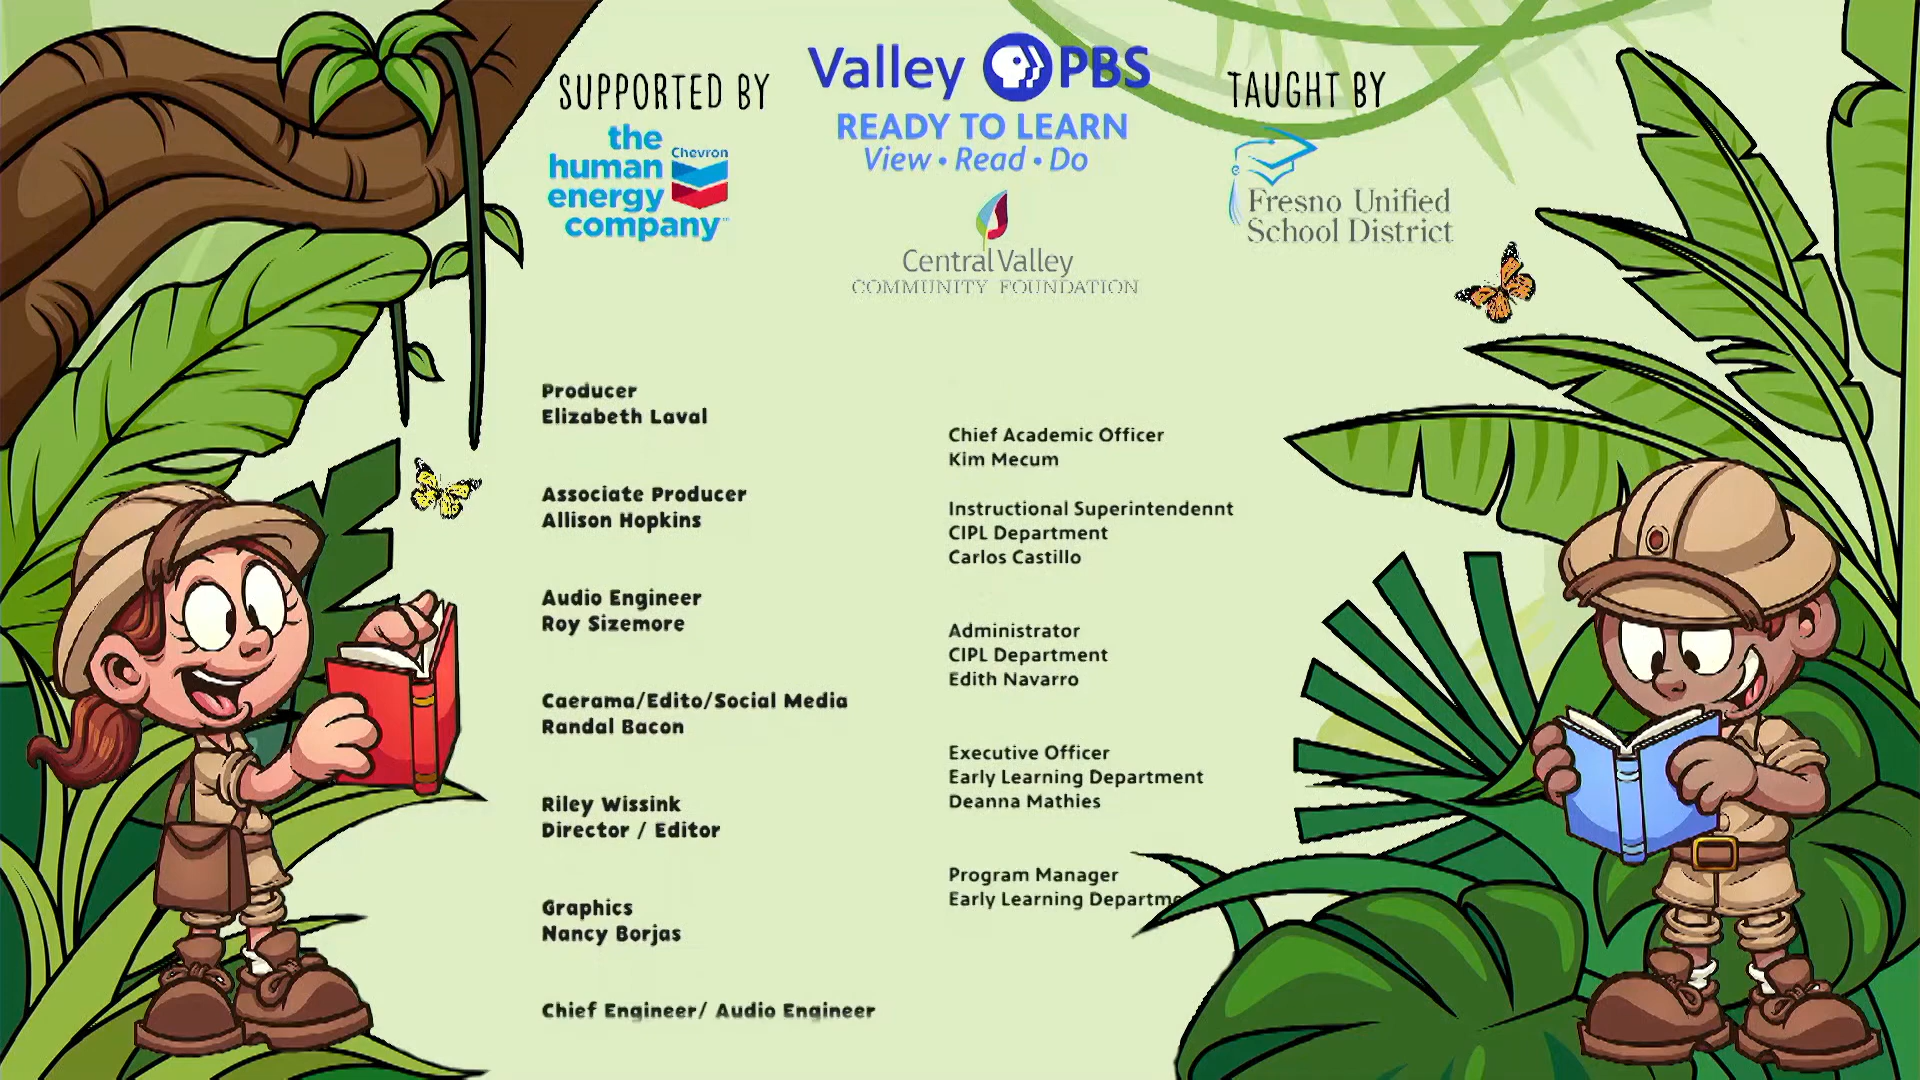 SUPPORTED BY
the
human
energy
company™
Chevron
Valley PBS
READY TO LEARN
View • Read • Do
Central Valley
COMMUNITY FOUNDATION
TAUGHT BY
Fresno Unified
School District
Producer
Elizabeth Laval
Associate Producer
Allison Hopkins
Audio Engineer
Roy Sizemore
Caerama/Edito/Social Media
Randal Bacon
Riley Wissink
Director / Editor
Graphics
Nancy Borjas
Chief Engineer/ Audio Engineer
Chief Academic Officer
Kim Mecum
Instructional Superintendennt
CIPL Department
Carlos Castillo
Administrator
CIPL Department
Edith Navarro
Executive Officer
Early Learning Department
Deanna Mathies
Program Manager
Early Learning Departme